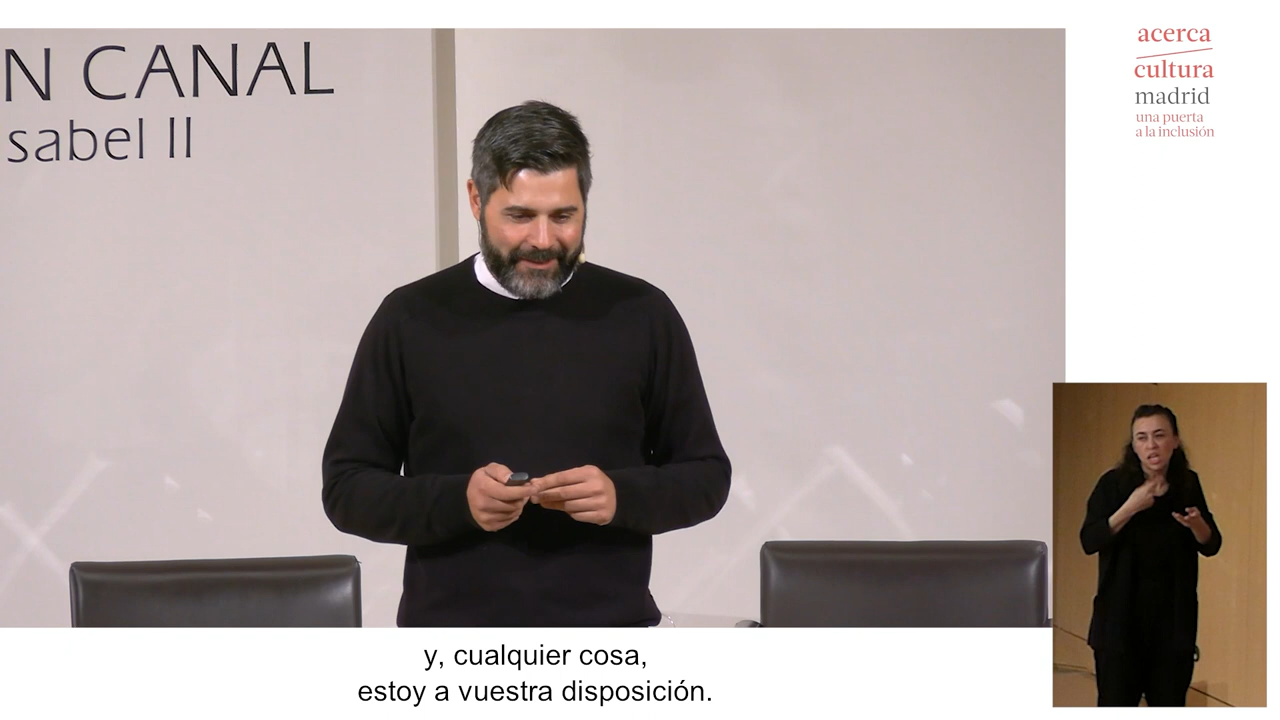 N CANAL
sabel II
acerca
cultura
madrid
una puerta
a la inclusión
y, cualquier cosa,
estoy a vuestra disposición.